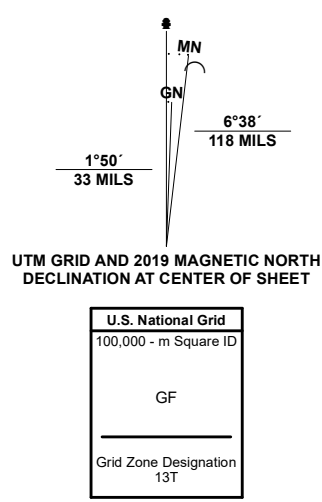 MN
GN
6°38´
118 MILS
1°50´
33 MILS
UTM GRID AND 2019 MAGNETIC NORTH
DECLINATION AT CENTER OF SHEET
U.S. National Grid
100,000 - m Square ID
GF
Grid Zone Designation
13T